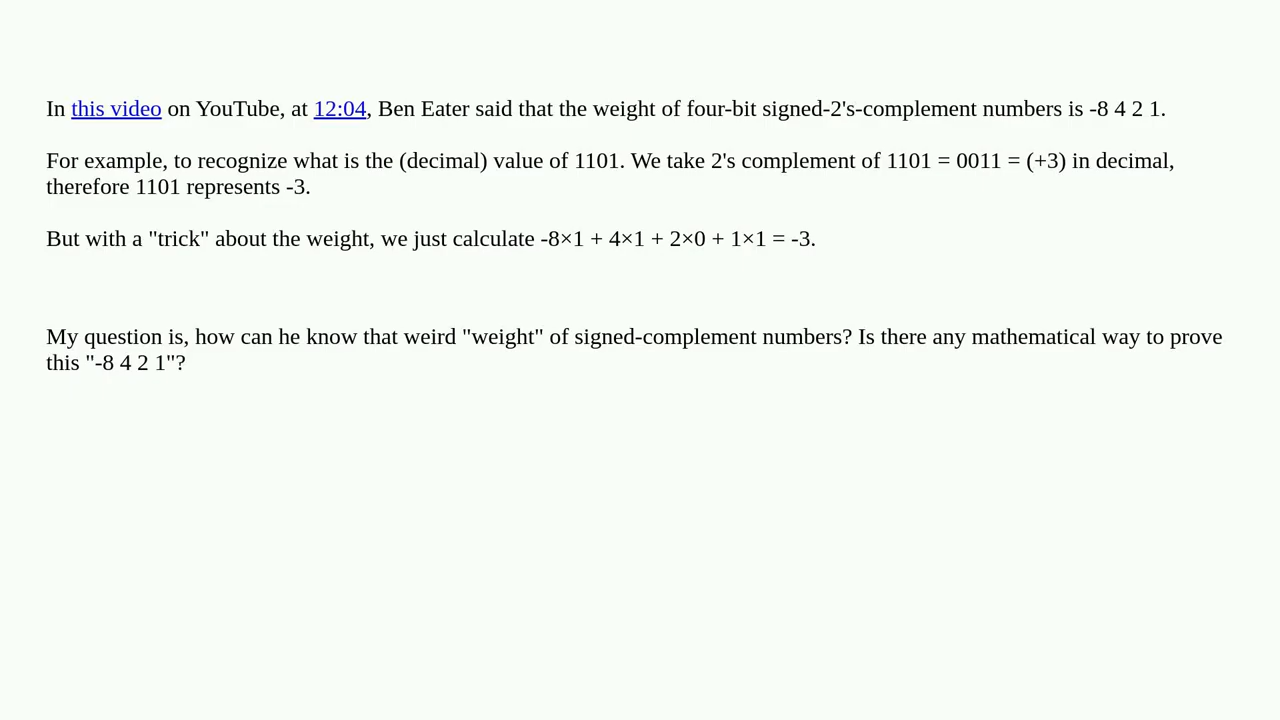 In this video on YouTube, at 12:04, Ben Eater said that the weight of four-bit signed-2's-complement numbers is -8 4 2 1.
For example, to recognize what is the (decimal) value of 1101. We take 2's complement of 1101 = 0011 = (+3) in decimal,
therefore 1101 represents -3.
But with a "trick" about the weight, we just calculate -8×1 + 4×1 + 2×0 + 1×1 = -3.
My question is, how can he know that weird "weight" of signed-complement numbers? Is there any mathematical way to prove
this "-8 4 2 1"?